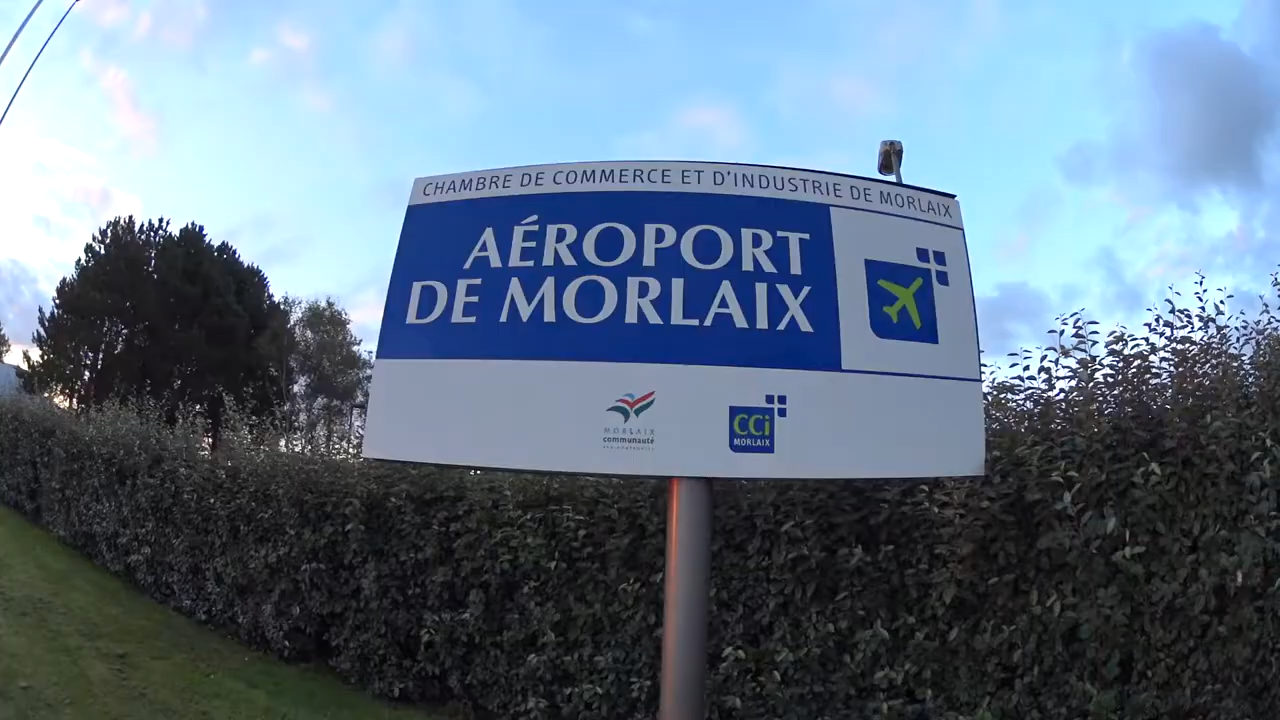 CHAMBRE DE COMMERCE ET D'INDUSTRIE DE MORLAIX
AÉROPORT
DE MORLAIX
MORLAIX
communauté
CCi
MORLAIX